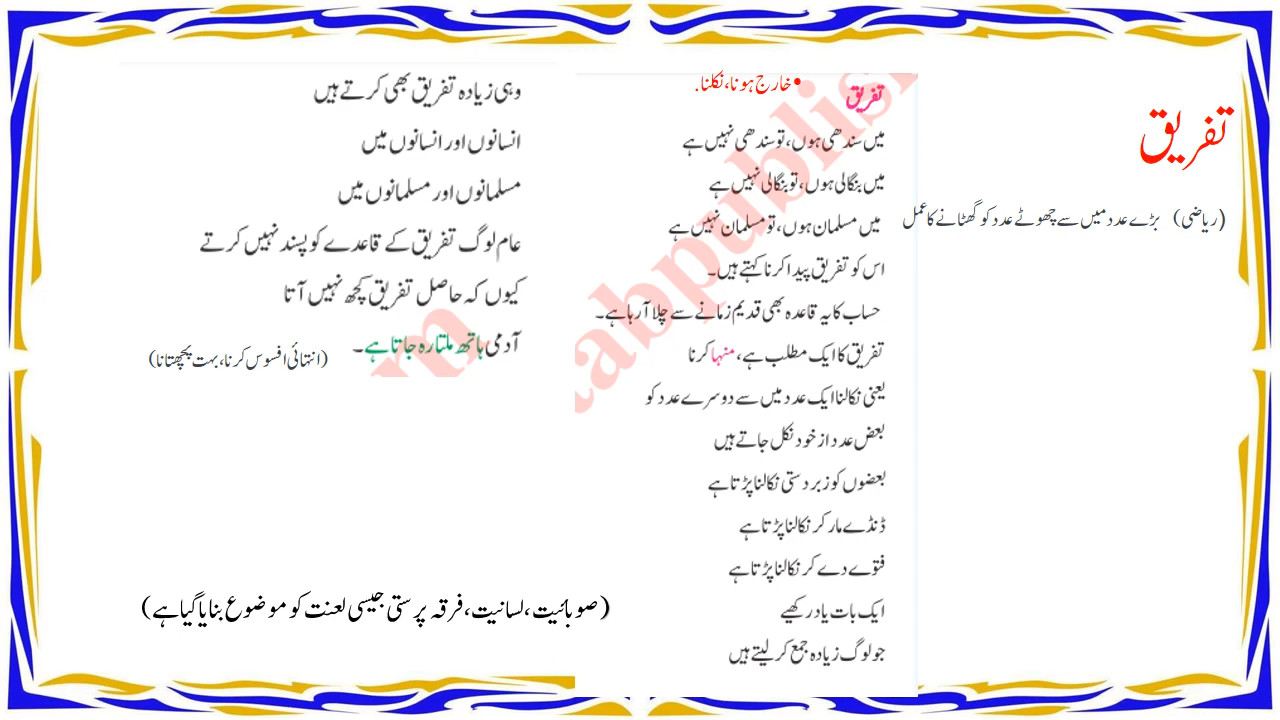 تفریق
(ریاضی) بڑے عدد میں سے چھوٹے عدد کو گھٹانے کا عمل
• خارج ہونا، نکلنا.
تفریق
میں سندھی ہوں، تو سندھی نہیں ہے
میں بنگالی ہوں، تو بنگالی نہیں ہے
میں مسلمان ہوں، تو مسلمان نہیں ہے
اس کو تفریق پیدا کرنا کہتے ہیں۔
حساب کا یہ قاعدہ بھی قدیم زمانے سے چلا آ رہا ہے۔
تفریق کا ایک مطلب ہے، منہا کرنا
یعنی نکالنا ایک عدد میں سے دوسرے عدد کو
بعض عدد از خود نکل جاتے ہیں
بعضوں کو زبردستی نکالنا پڑتا ہے
ڈنڈے مار کر نکالنا پڑتا ہے
فتوے دے کر نکالنا پڑتا ہے
ایک بات یاد رکھیے
جو لوگ زیادہ جمع کر لیتے ہیں
وہی زیادہ تفریق بھی کرتے ہیں
انسانوں اور انسانوں میں
مسلمانوں اور مسلمانوں میں
عام لوگ تفریق کے قاعدے کو پسند نہیں کرتے
کیوں کہ حاصل تفریق کچھ نہیں آتا
آدمی ہاتھ ملتا رہ جاتا ہے۔
(انتہائی افسوس کرنا، بہت پچھتانا)
(صوبائیت، لسانیت، فرقہ پرستی جیسی لعنت کو موضوع بنایا گیا ہے)
tabpublis
m